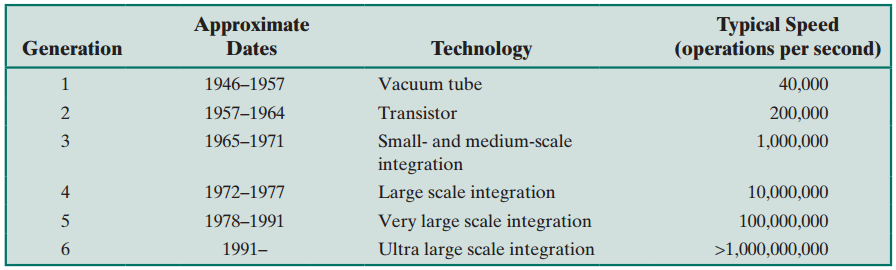 Generation Approximate Dates Technology Typical Speed (operations per second)
1 1946–1957 Vacuum tube 40,000
2 1957–1964 Transistor 200,000
3 1965–1971 Small- and medium-scale integration 1,000,000
4 1972–1977 Large scale integration 10,000,000
5 1978–1991 Very large scale integration 100,000,000
6 1991– Ultra large scale integration >1,000,000,000